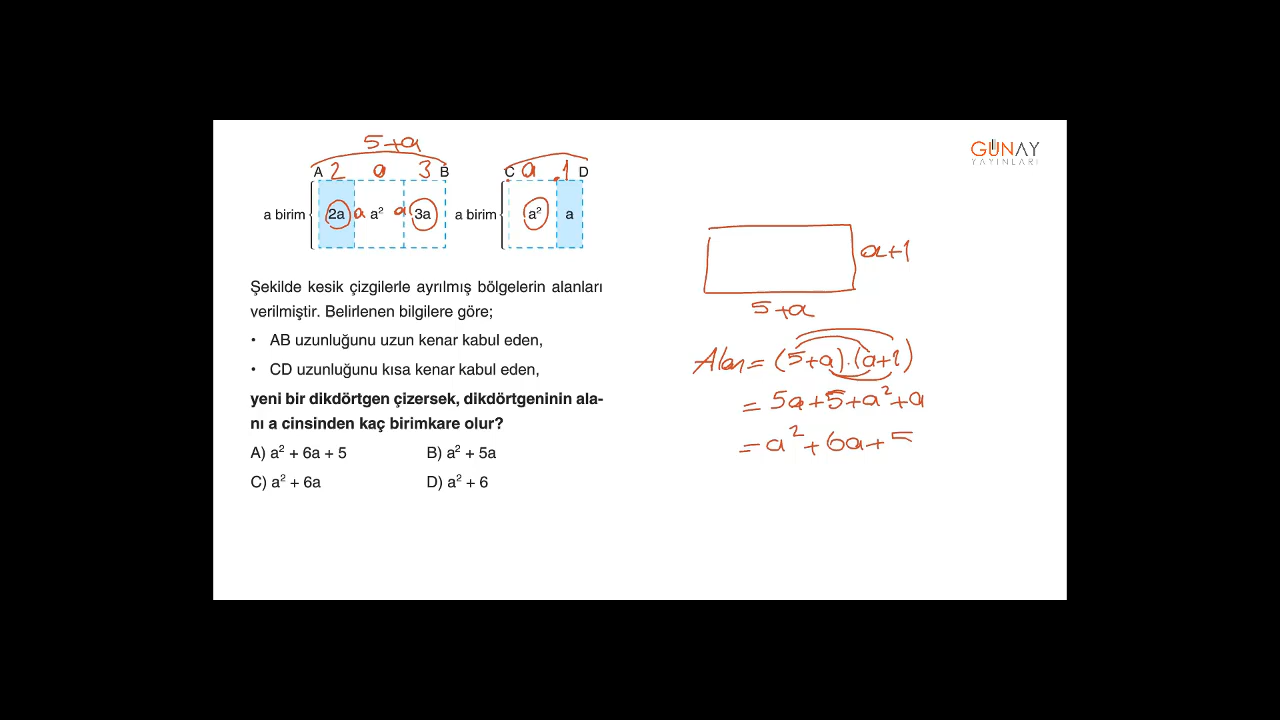 5+a
A 2 a 3 B
C a 1 D
a birim 2a a a² a 3a
a birim a² a
Şekilde kesik çizgilerle ayrılmış bölgelerin alanları
verilmiştir. Belirlenen bilgilere göre;
• AB uzunluğunu uzun kenar kabul eden,
• CD uzunluğunu kısa kenar kabul eden,
yeni bir dikdörtgen çizersek, dikdörtgeninin ala-
nı a cinsinden kaç birimkare olur?
A) a² + 6a + 5 B) a² + 5a
C) a² + 6a D) a² + 6
GÜNAY
YAYINLARI
a+1
5+a
Alan = (5+a).(a+1)
= 5a+5+a²+a
= a²+6a+5